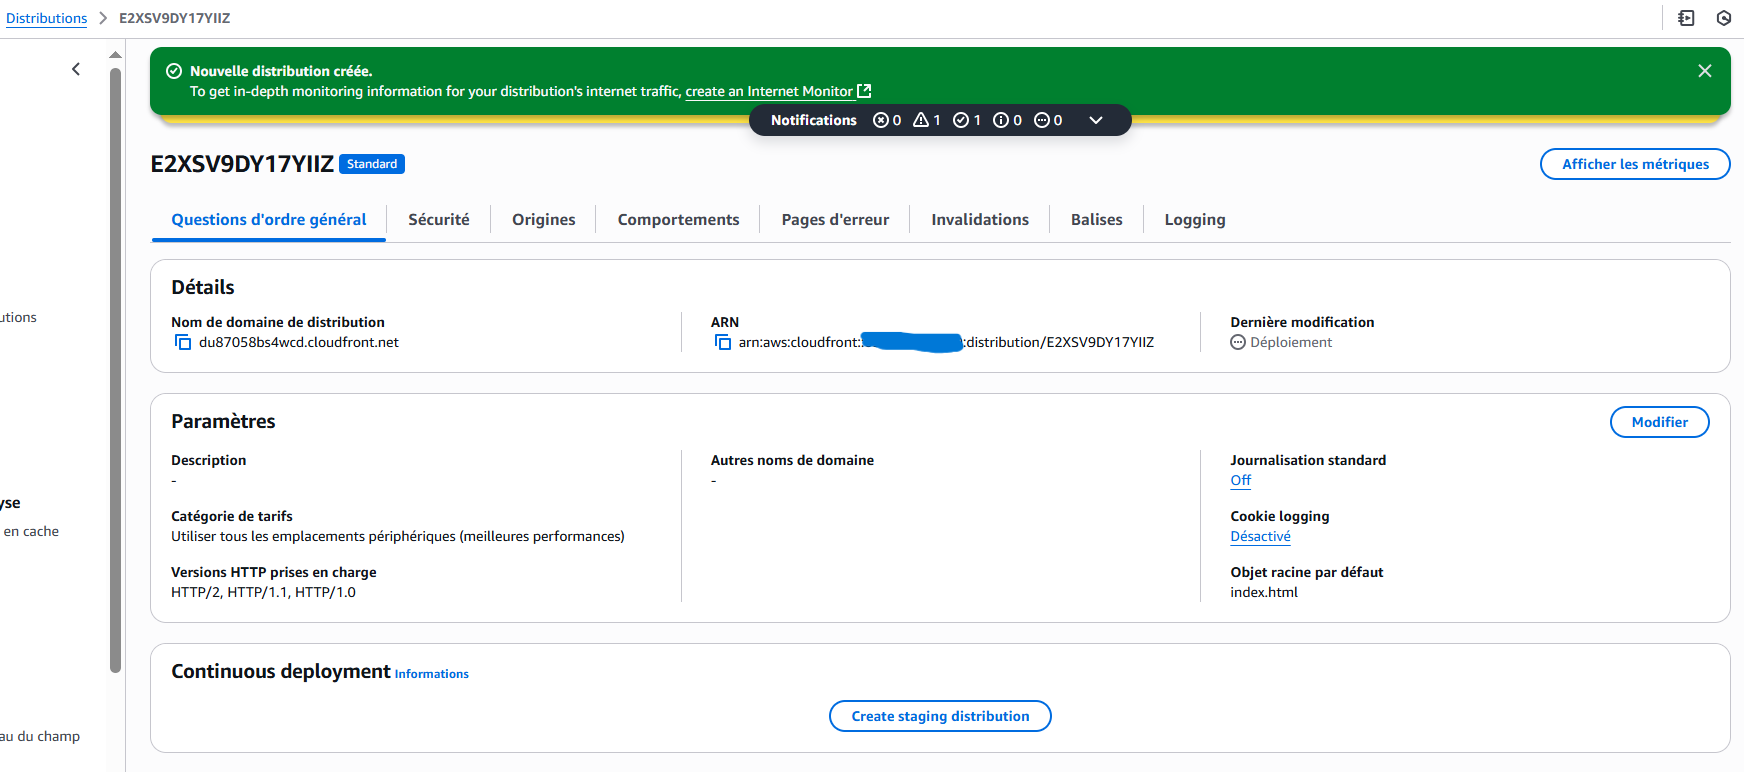 Distributions > E2XSV9DY17YIIZ
Nouvelle distribution créée.
To get in-depth monitoring information for your distribution's internet traffic, create an Internet Monitor
Notifications 0 1 1 0 0
E2XSV9DY17YIIZ Standard
Afficher les métriques
Questions d'ordre général Sécurité Origines Comportements Pages d'erreur Invalidations Balises Logging
Détails
Nom de domaine de distribution
du87058bs4wcd.cloudfront.net
ARN
arn:aws:cloudfront: :distribution/E2XSV9DY17YIIZ
Dernière modification
Déploiement
utions
Paramètres
Modifier
Description
-
Catégorie de tarifs
Utiliser tous les emplacements périphériques (meilleures performances)
Versions HTTP prises en charge
HTTP/2, HTTP/1.1, HTTP/1.0
Autres noms de domaine
-
Journalisation standard
Off
Cookie logging
Désactivé
Objet racine par défaut
index.html
yse
en cache
Continuous deployment Informations
Create staging distribution
au du champ